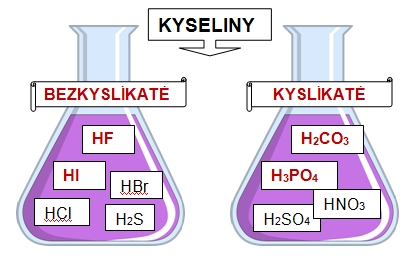 KYSELINY
BEZKYSLÍKATÉ
HF
HI
HBr
HCl
H₂S
KYSLÍKATÉ
H₂CO₃
H₃PO₄
HNO₃
H₂SO₄